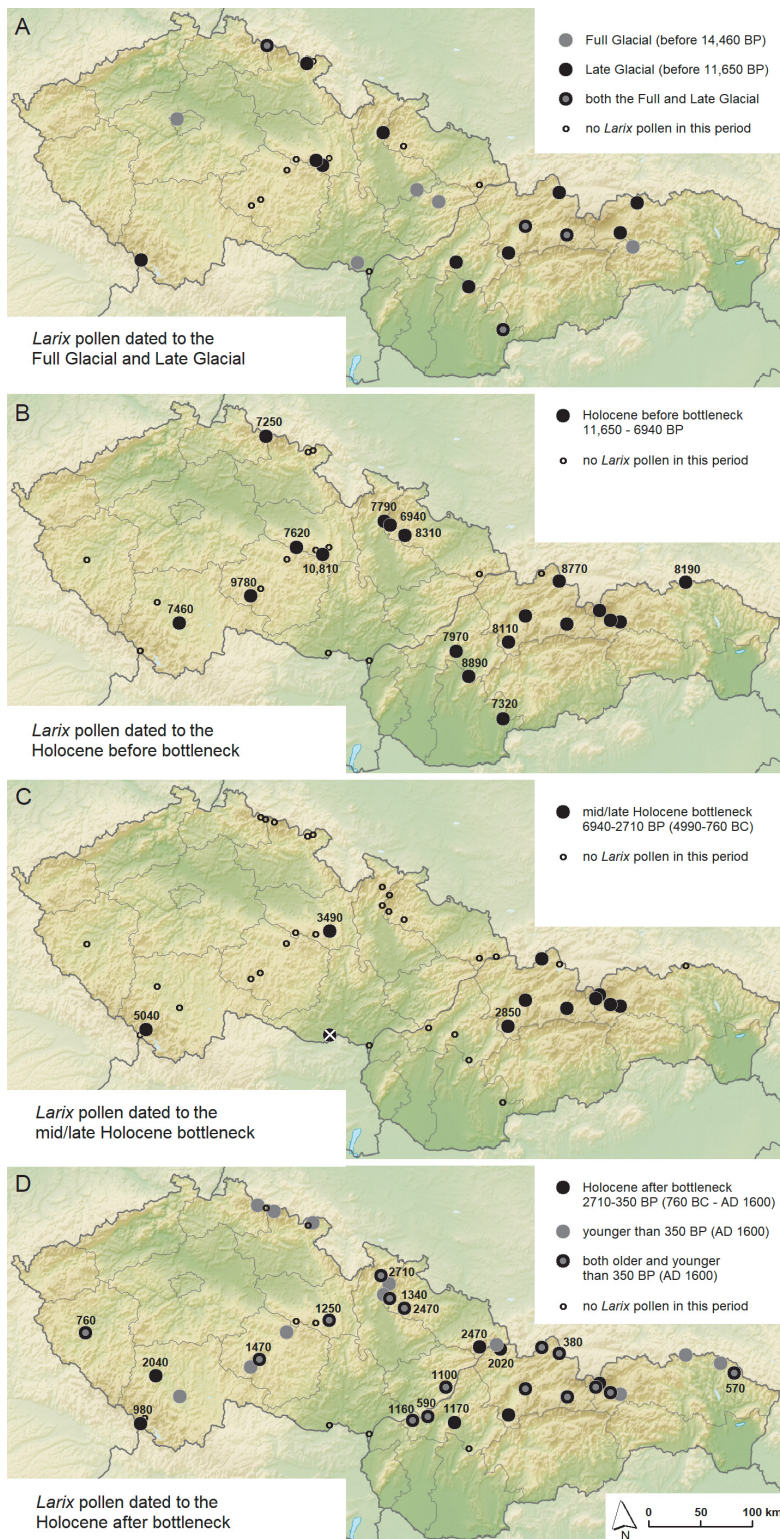 A
Full Glacial (before 14,460 BP)
Late Glacial (before 11,650 BP)
both the Full and Late Glacial
no Larix pollen in this period
Larix pollen dated to the
Full Glacial and Late Glacial
B
Holocene before bottleneck
11,650 - 6940 BP
no Larix pollen in this period
7250
7790
6940
8310
7620
10,810
9780
7460
8770
8190
8110
7970
8890
7320
Larix pollen dated to the
Holocene before bottleneck
C
mid/late Holocene bottleneck
6940-2710 BP (4990-760 BC)
no Larix pollen in this period
3490
5040
2850
Larix pollen dated to the
mid/late Holocene bottleneck
D
Holocene after bottleneck
2710-350 BP (760 BC - AD 1600)
younger than 350 BP (AD 1600)
both older and younger
than 350 BP (AD 1600)
no Larix pollen in this period
2710
1340
2470
1250
760
1470
2040
980
2470
2020
380
570
1100
590
1160
1170
Larix pollen dated to the
Holocene after bottleneck
N
0 50 100 km